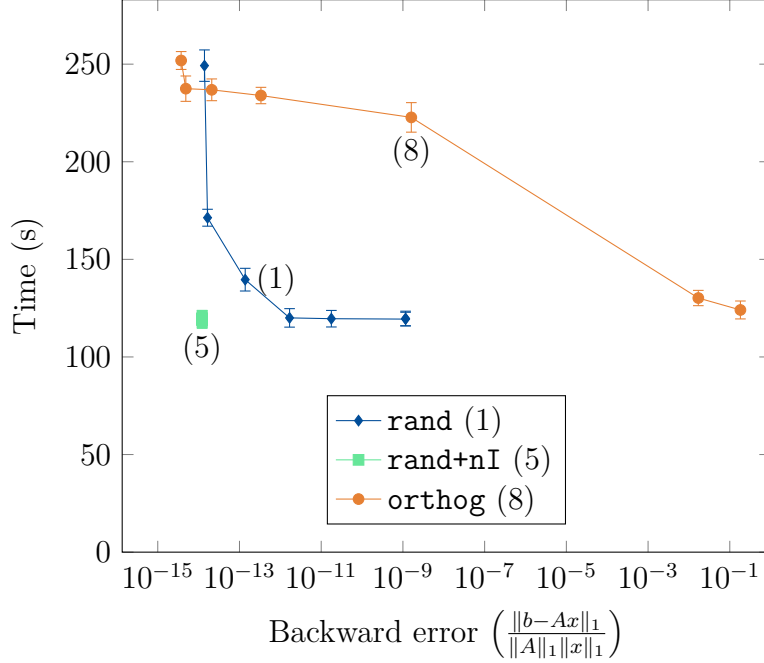 250
200
150
100
50
0
Time (s)
(8)
(1)
(5)
rand (1)
rand+nI (5)
orthog (8)
10⁻¹⁵ 10⁻¹³ 10⁻¹¹ 10⁻⁹ 10⁻⁷ 10⁻⁵ 10⁻³ 10⁻¹
Backward error (‖b−Ax‖₁ / ‖A‖₁‖x‖₁)